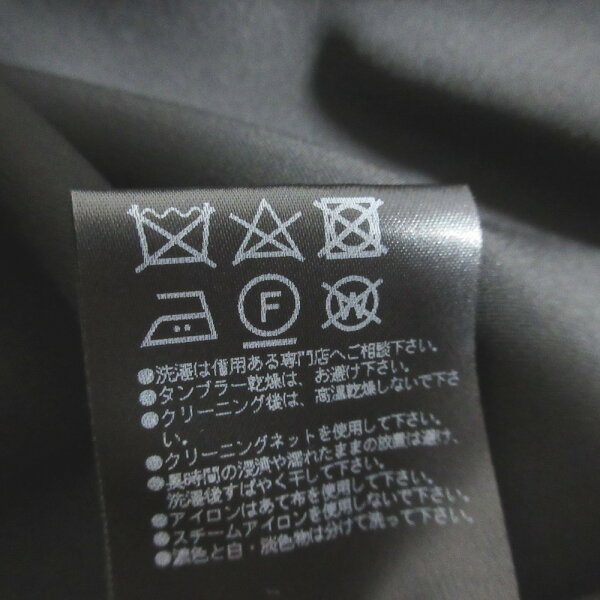 F
W
●洗濯は信用ある専門店へご相談下さい。
●タンブラー乾燥は、お避け下さい。
●クリーニング後は、高温乾燥しないで下さ
い。
●クリーニングネットを使用して下さい。
●長時間の浸漬や濡れたままの放置は避け、
洗濯後すばやく干して下さい。
●アイロンはあて布を使用して下さい。
●スチームアイロンを使用しないで下さい。
●濃色と白・淡色物は分けて洗って下さい。